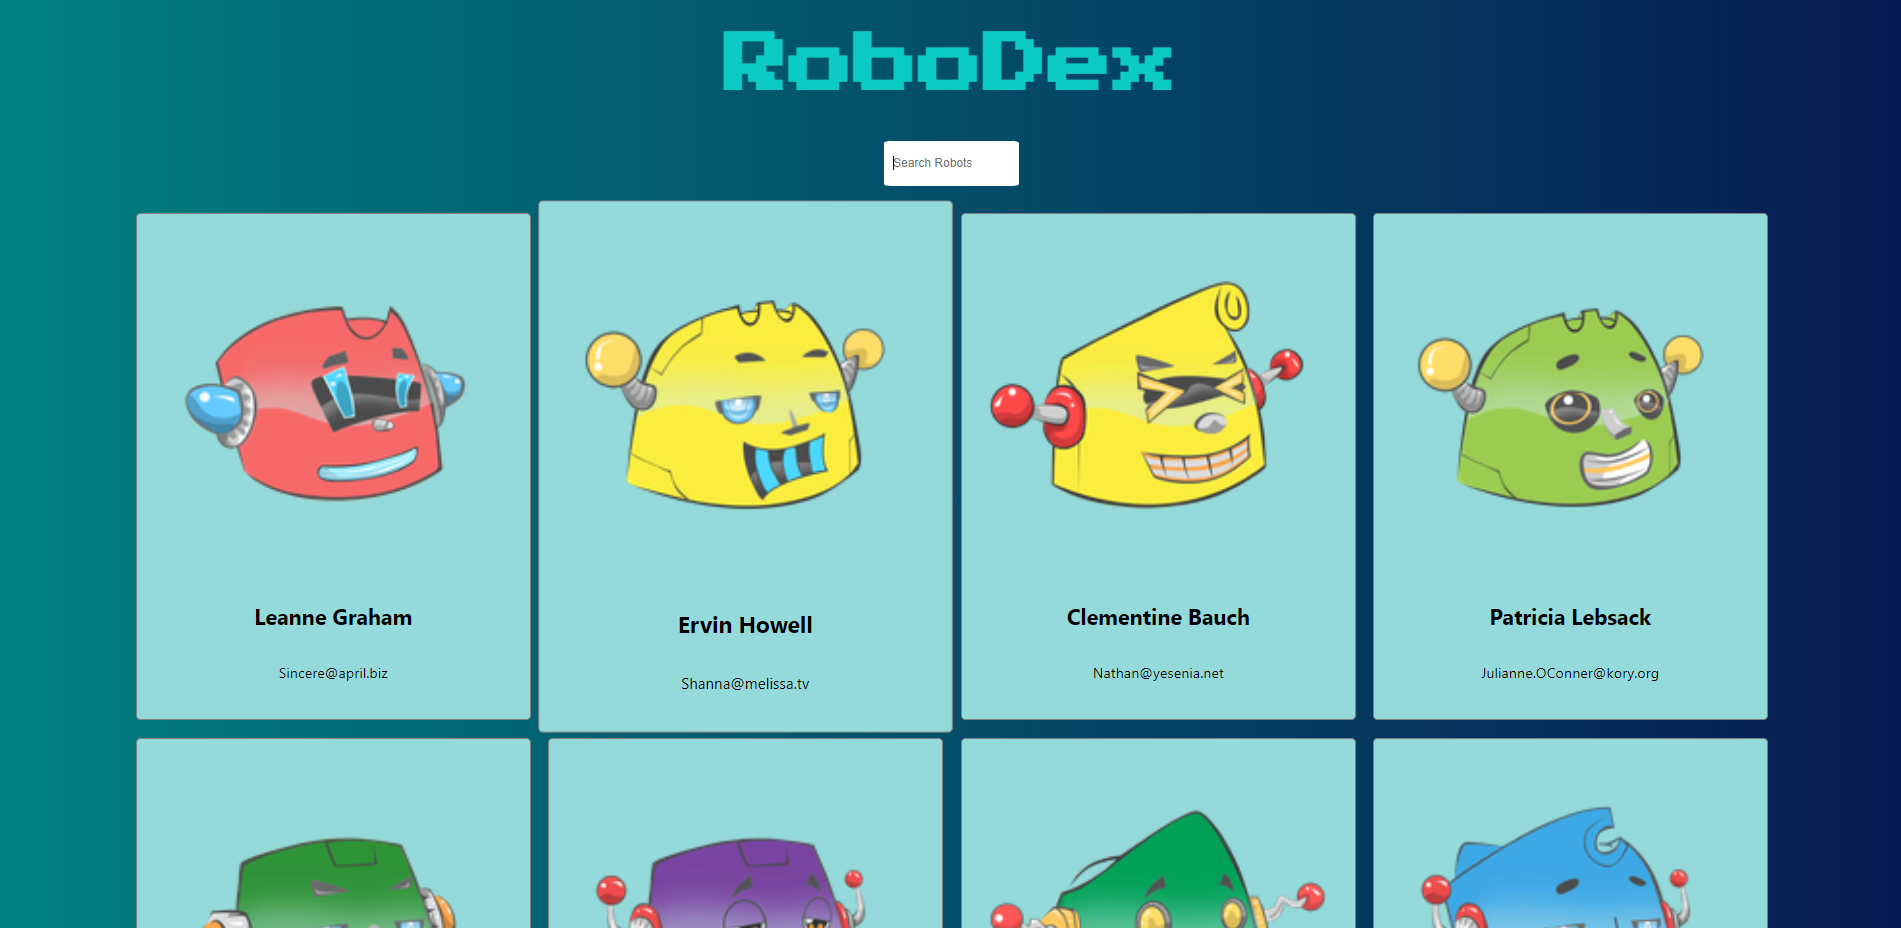 RoboDex
Search Robots
Leanne Graham
Sincere@april.biz
Ervin Howell
Shanna@melissa.tv
Clementine Bauch
Nathan@yesenia.net
Patricia Lebsack
Julianne.OConner@kory.org